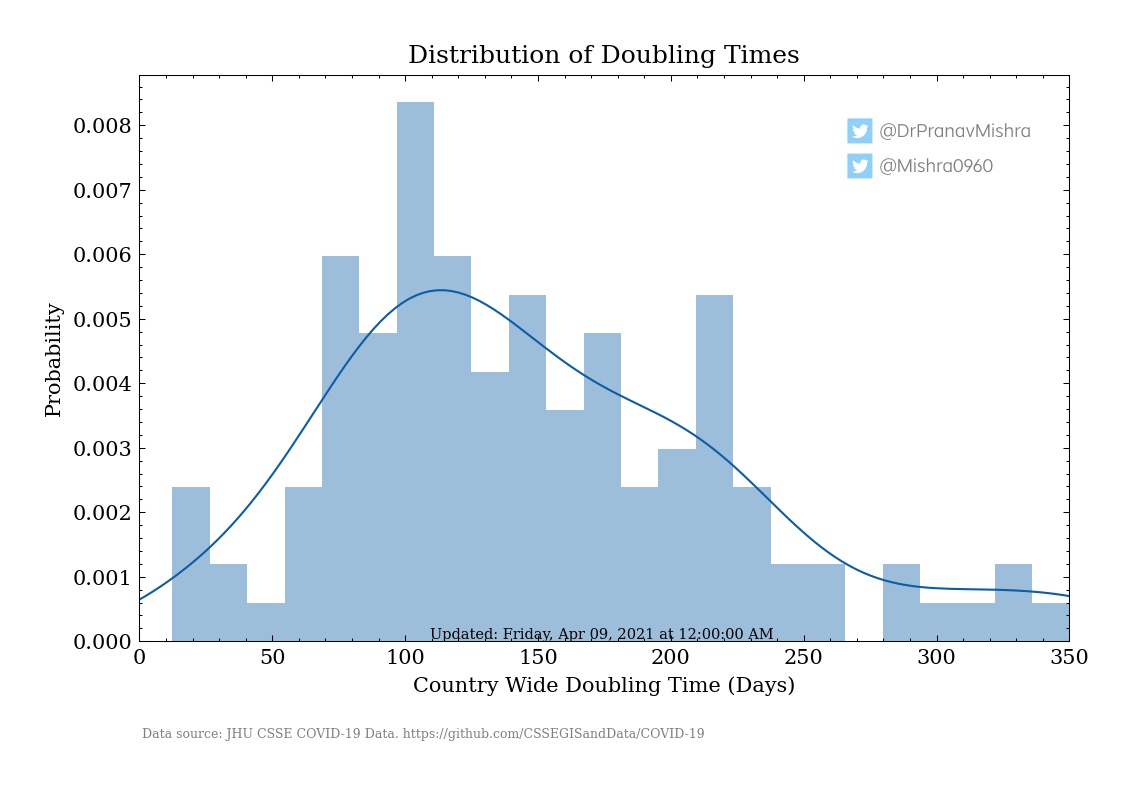 Distribution of Doubling Times
@DrPranavMishra
@Mishra0960
0.008
0.007
0.006
0.005
0.004
0.003
0.002
0.001
0.000
Probability
Updated: Friday, Apr 09, 2021 at 12:00:00 AM
0 50 100 150 200 250 300 350
Country Wide Doubling Time (Days)
Data source: JHU CSSE COVID-19 Data. https://github.com/CSSEGISandData/COVID-19